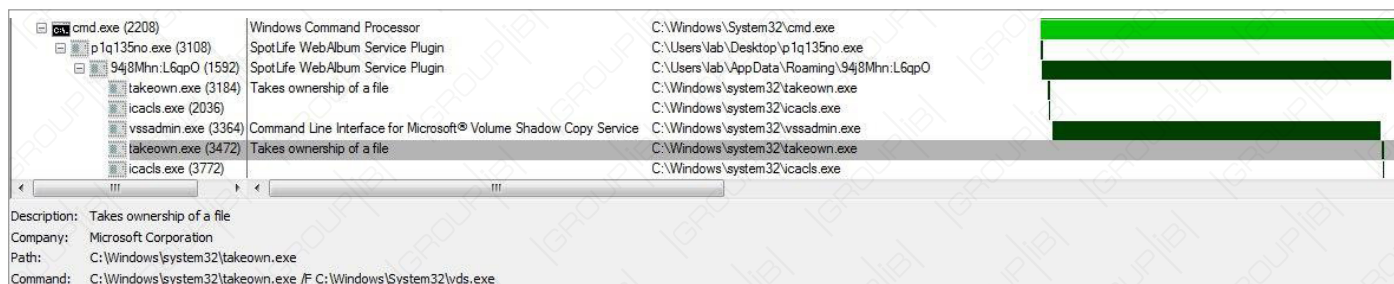 cmd.exe (2208) Windows Command Processor C:\Windows\System32\cmd.exe
p1q135no.exe (3108) SpotLife WebAlbum Service Plugin C:\Users\lab\Desktop\p1q135no.exe
94j8Mhn:L6qpO (1592) SpotLife WebAlbum Service Plugin C:\Users\lab\AppData\Roaming\94j8Mhn:L6qpO
takeown.exe (3184) Takes ownership of a file C:\Windows\system32\takeown.exe
icacls.exe (2036) C:\Windows\system32\icacls.exe
vssadmin.exe (3364) Command Line Interface for Microsoft® Volume Shadow Copy Service C:\Windows\system32\vssadmin.exe
takeown.exe (3472) Takes ownership of a file C:\Windows\system32\takeown.exe
icacls.exe (3772) C:\Windows\system32\icacls.exe
Description: Takes ownership of a file
Company: Microsoft Corporation
Path: C:\Windows\system32\takeown.exe
Command: C:\Windows\system32\takeown.exe /F C:\Windows\System32\vds.exe
GROUP|IB|